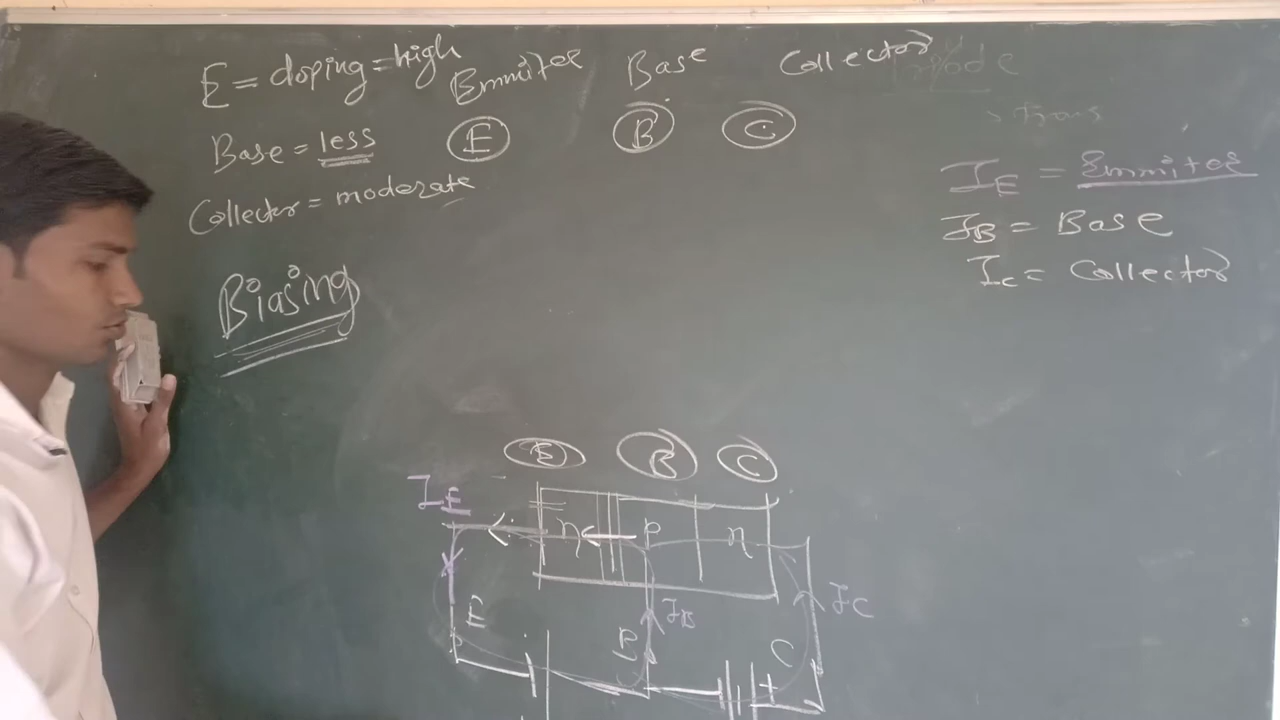 E = doping = high
Emmiter Base Collector
Base = less
E B C
Collector = moderate
IE = Emmiter
IB = Base
IC = Collector
Biasing
E B C
IE
n P n
E B IB C IC
+